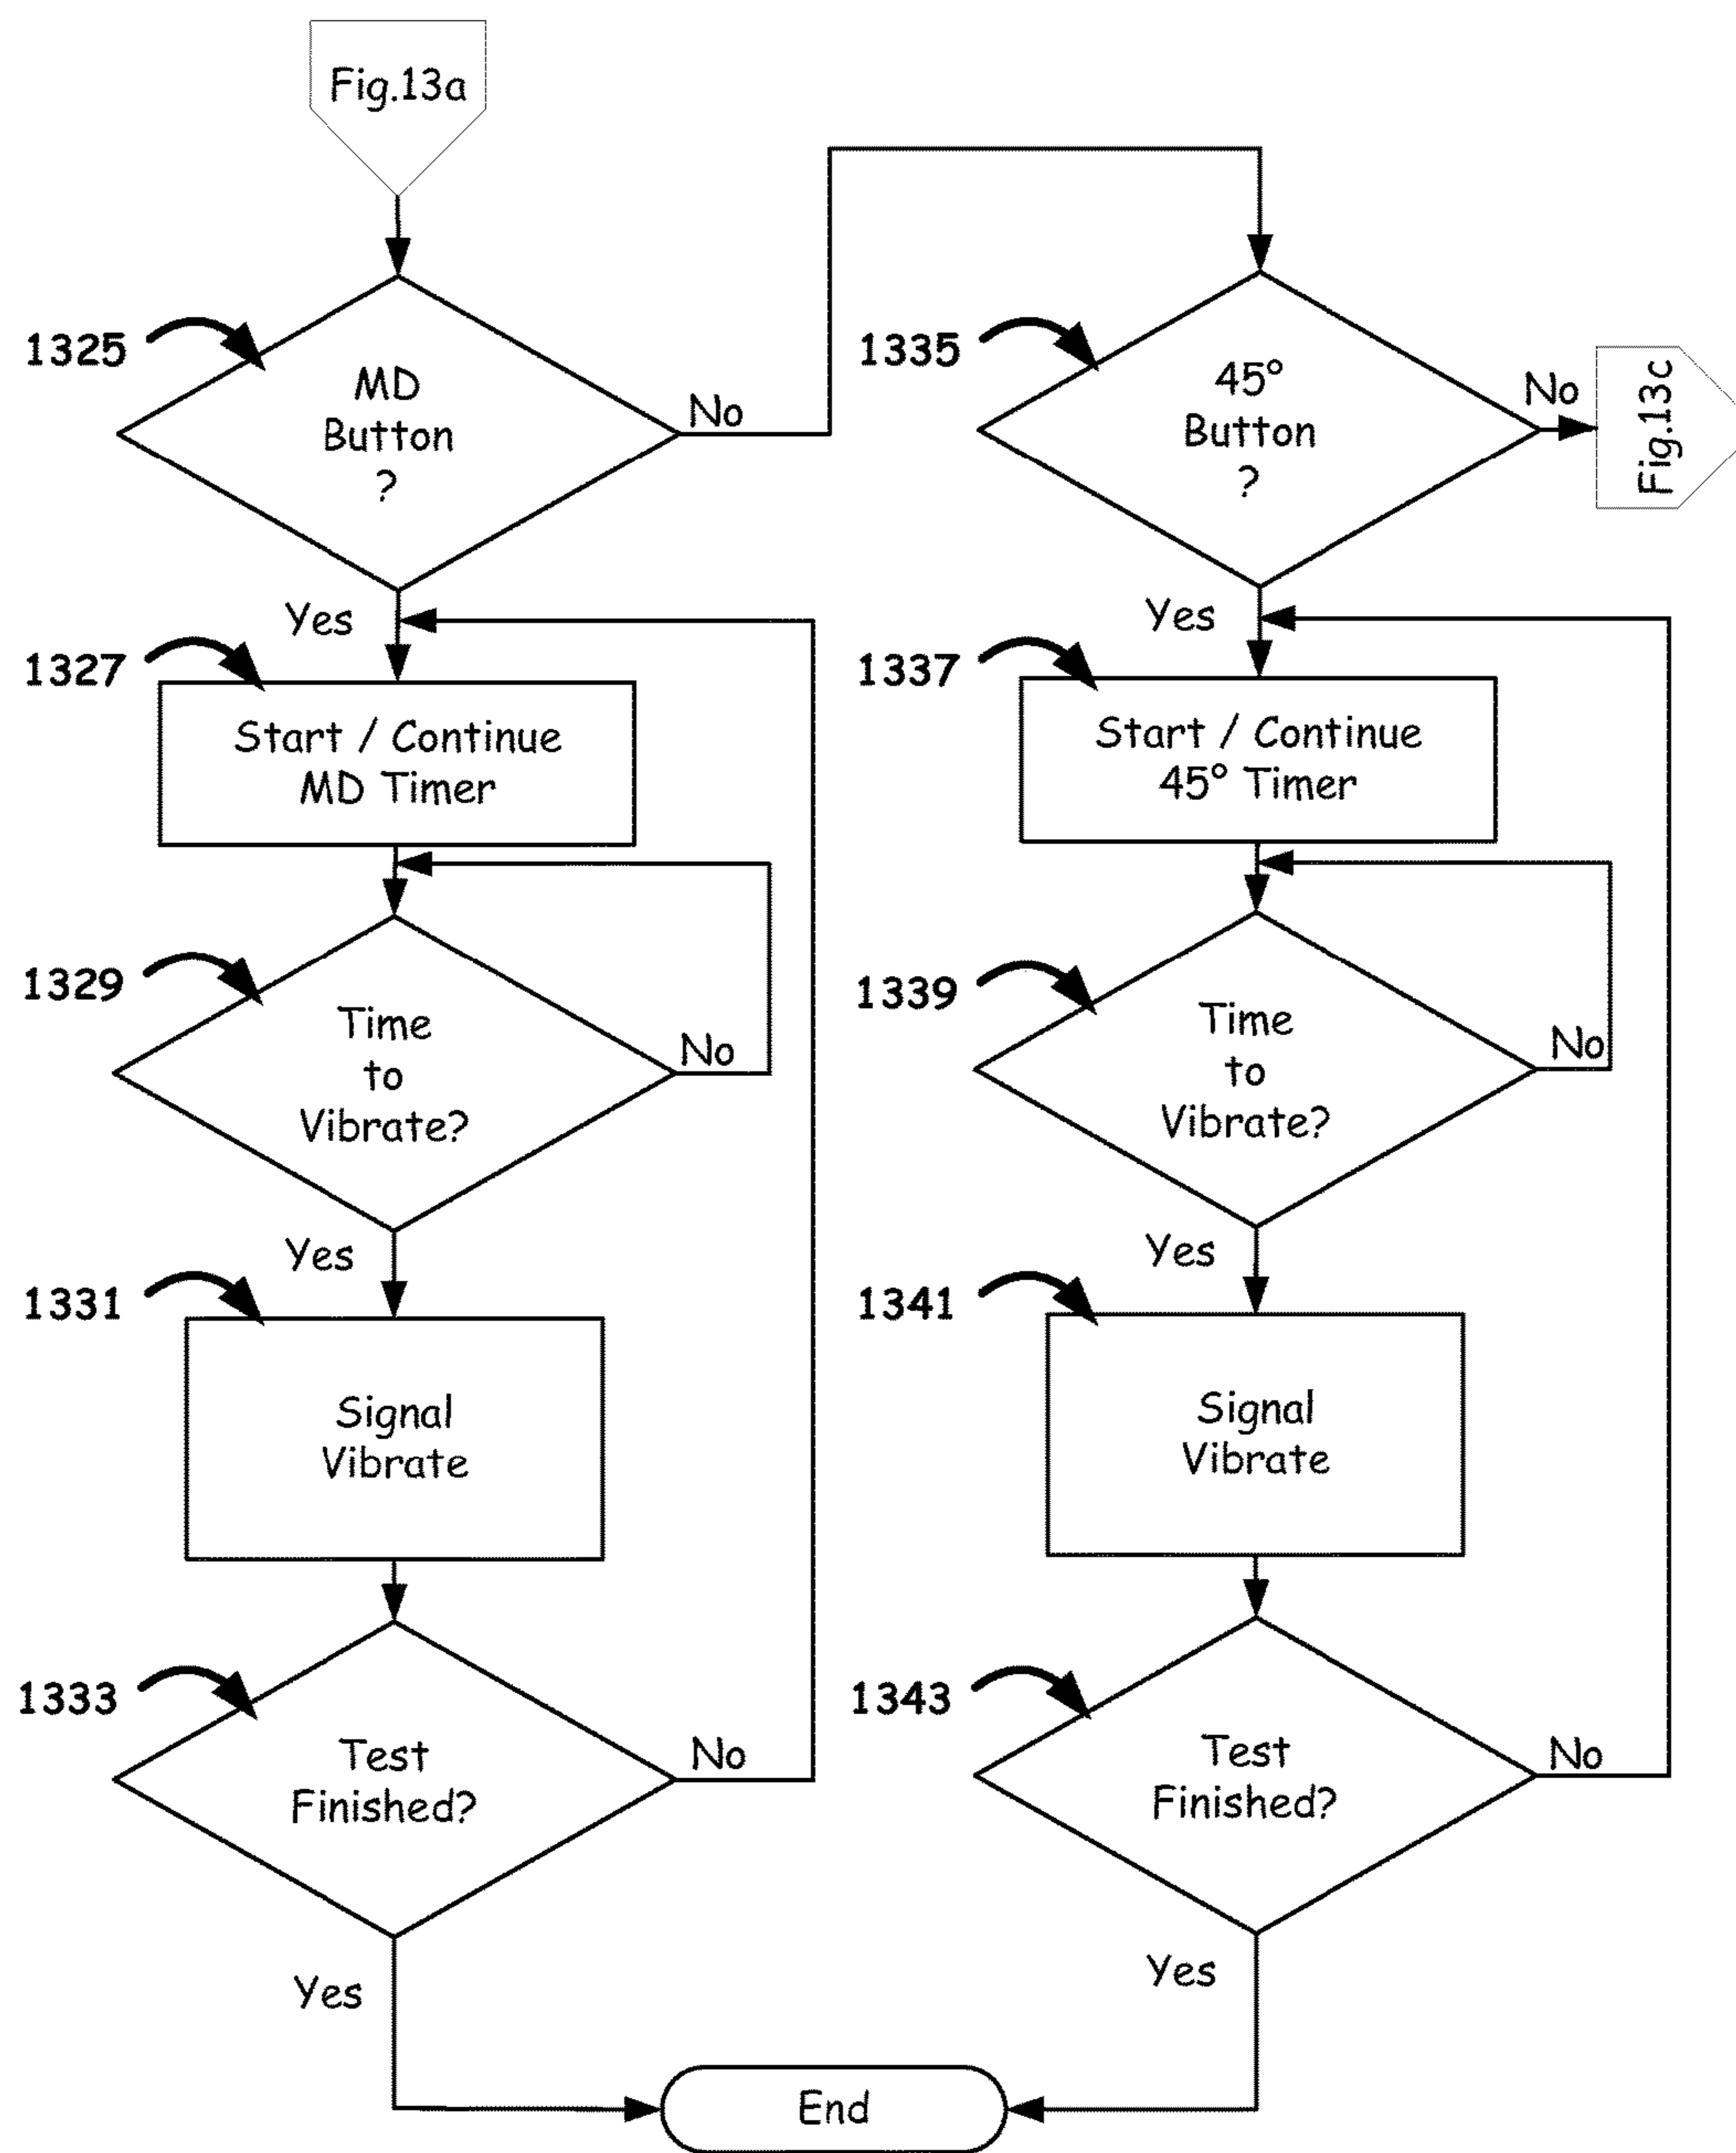 Fig.13a
1325
MD
Button
?
No
1335
45°
Button
?
No
Fig.13c
Yes
1327
Start / Continue
MD Timer
Yes
1337
Start / Continue
45° Timer
1329
Time
to
Vibrate?
No
1339
Time
to
Vibrate?
No
Yes
1331
Signal
Vibrate
Yes
1341
Signal
Vibrate
1333
Test
Finished?
No
1343
Test
Finished?
No
Yes
Yes
End